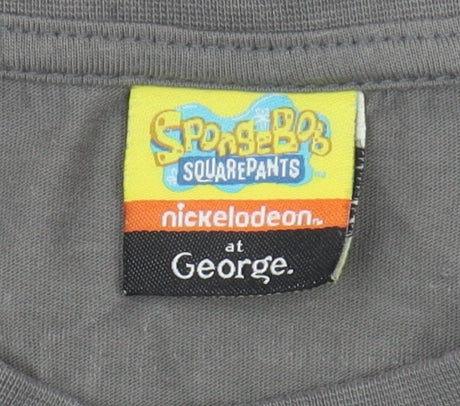 SpongeBob
SQUAREPANTS
nickelodeon
at
George.